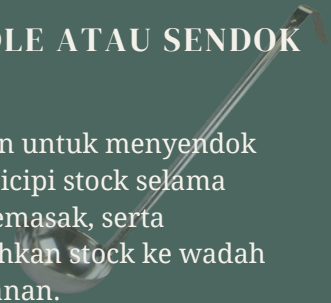 OLE ATAU SENDOK
n untuk menyendok
icipi stock selama
emasak, serta
hkan stock ke wadah
anan.